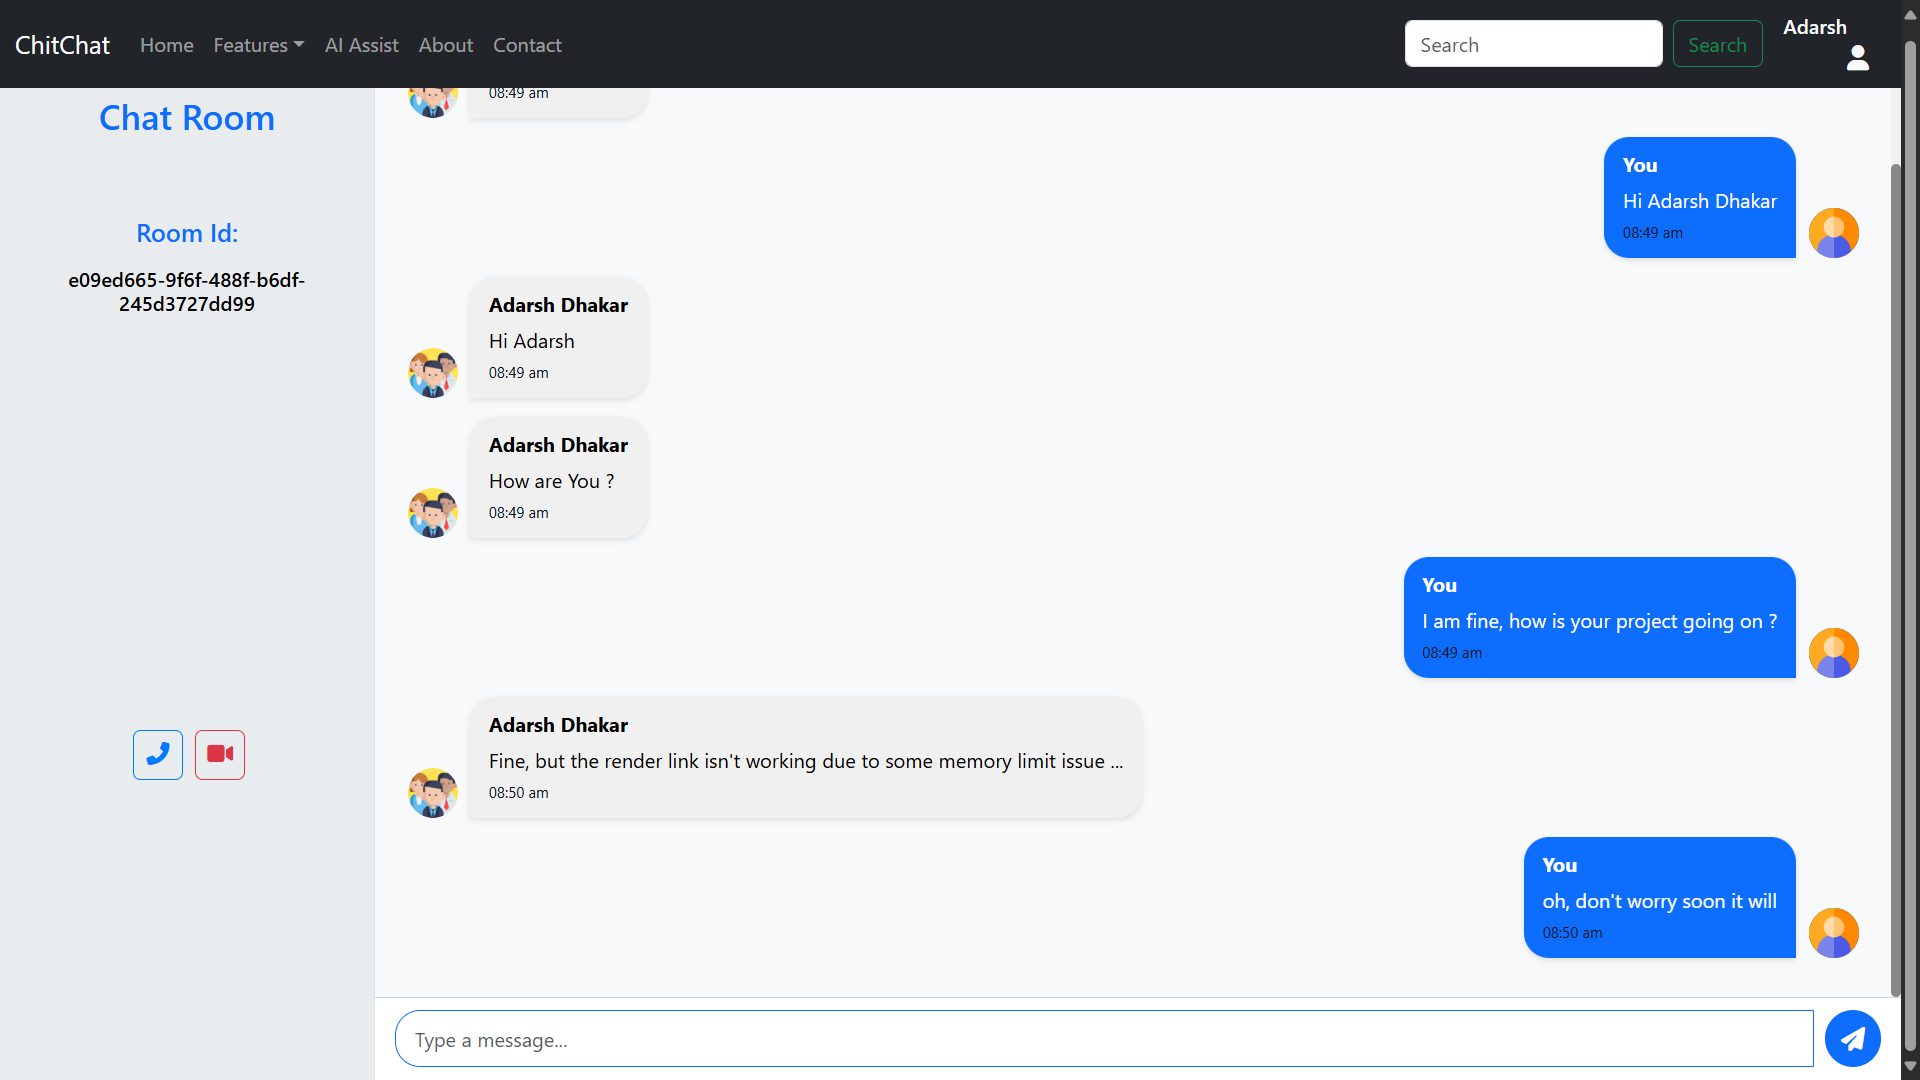 ChitChat Home Features AI Assist About Contact Search Search Adarsh
Chat Room
Room Id:
e09ed665-9f6f-488f-b6df-
245d3727dd99
08:49 am
You
Hi Adarsh Dhakar
08:49 am
Adarsh Dhakar
Hi Adarsh
08:49 am
Adarsh Dhakar
How are You ?
08:49 am
You
I am fine, how is your project going on ?
08:49 am
Adarsh Dhakar
Fine, but the render link isn't working due to some memory limit issue ...
08:50 am
You
oh, don't worry soon it will
08:50 am
Type a message...